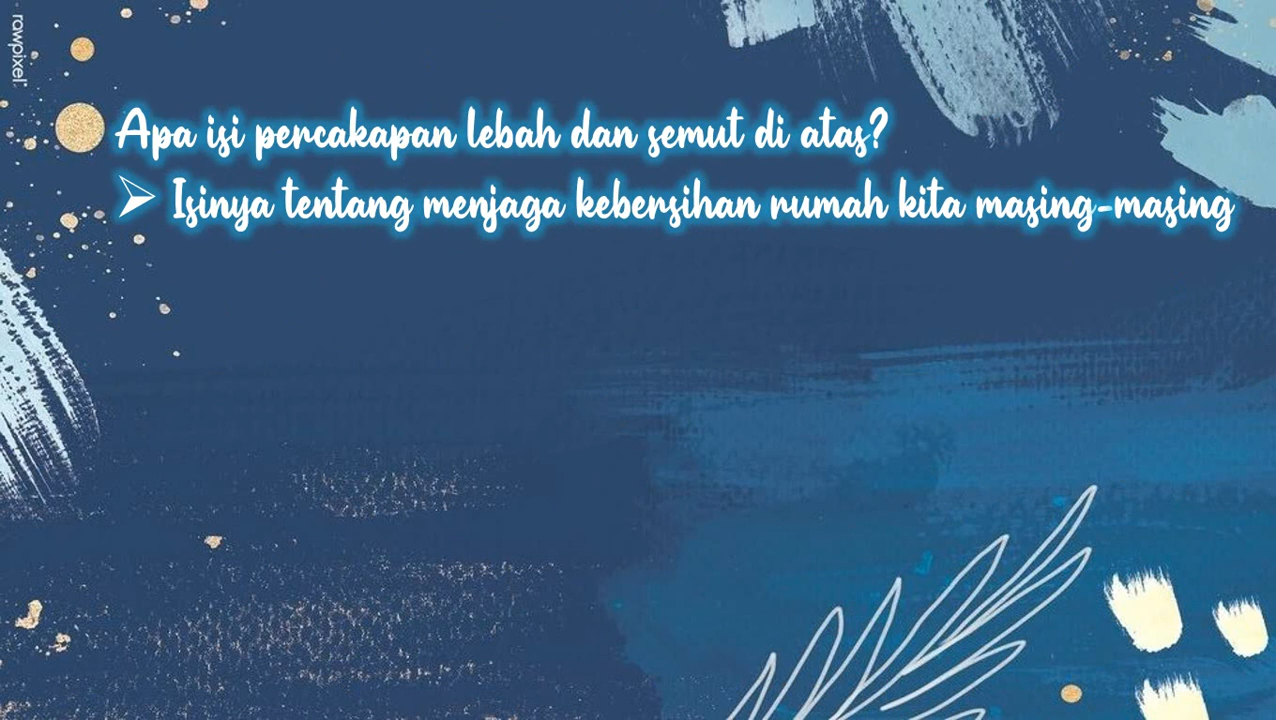 rawpixel
Apa isi percakapan lebah dan semut di atas?
➢ Isinya tentang menjaga kebersihan rumah kita masing-masing